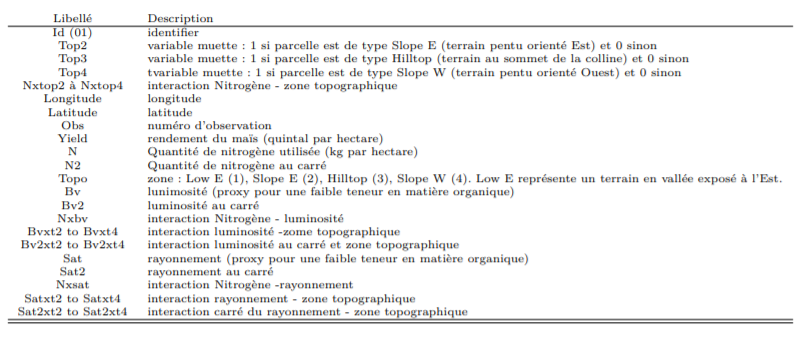 Libellé Description
Id (01) identifier
Top2 variable muette : 1 si parcelle est de type Slope E (terrain pentu orienté Est) et 0 sinon
Top3 variable muette : 1 si parcelle est de type Hilltop (terrain au sommet de la colline) et 0 sinon
Top4 tvariable muette : 1 si parcelle est de type Slope W (terrain pentu orienté Ouest) et 0 sinon
Nxtop2 à Nxtop4 interaction Nitrogène - zone topographique
Longitude longitude
Latitude latitude
Obs numéro d'observation
Yield rendement du maïs (quintal par hectare)
N Quantité de nitrogène utilisée (kg par hectare)
N2 Quantité de nitrogène au carré
Topo zone : Low E (1), Slope E (2), Hilltop (3), Slope W (4). Low E représente un terrain en vallée exposé à l'Est.
Bv lunimosité (proxy pour une faible teneur en matière organique)
Bv2 luminosité au carré
Nxbv interaction Nitrogène - luminosité
Bvxt2 to Bvxt4 interaction luminosité -zome topographique
Bv2xt2 to Bv2xt4 interaction luminosité au carré et zone topographique
Sat rayonnement (proxy pour une faible teneur en matière organique)
Sat2 rayonnement au carré
Nxsat interaction Nitrogène -rayonnement
Satxt2 to Satxt4 interaction rayonnement - zone topographique
Sat2xt2 to Sat2xt4 interaction carré du rayonnement - zone topographique